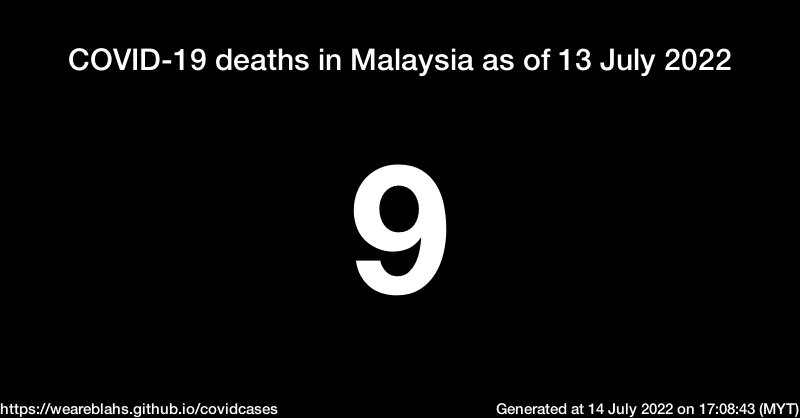 COVID-19 deaths in Malaysia as of 13 July 2022
9
https://weareblahs.github.io/covidcases
Generated at 14 July 2022 on 17:08:43 (MYT)